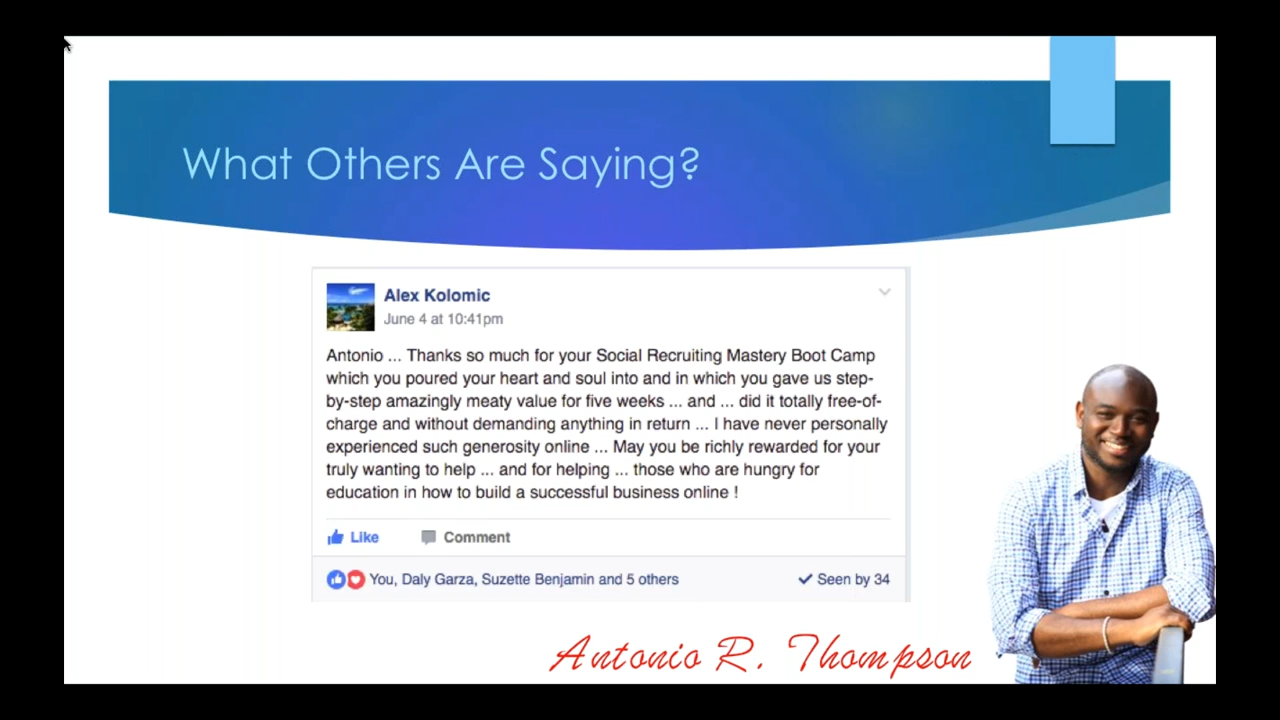 What Others Are Saying?
Alex Kolomic
June 4 at 10:41pm
Antonio ... Thanks so much for your Social Recruiting Mastery Boot Camp
which you poured your heart and soul into and in which you gave us step-
by-step amazingly meaty value for five weeks ... and ... did it totally free-of-
charge and without demanding anything in return ... I have never personally
experienced such generosity online ... May you be richly rewarded for your
truly wanting to help ... and for helping ... those who are hungry for
education in how to build a successful business online !
Like Comment
You, Daly Garza, Suzette Benjamin and 5 others Seen by 34
Antonio R. Thompson